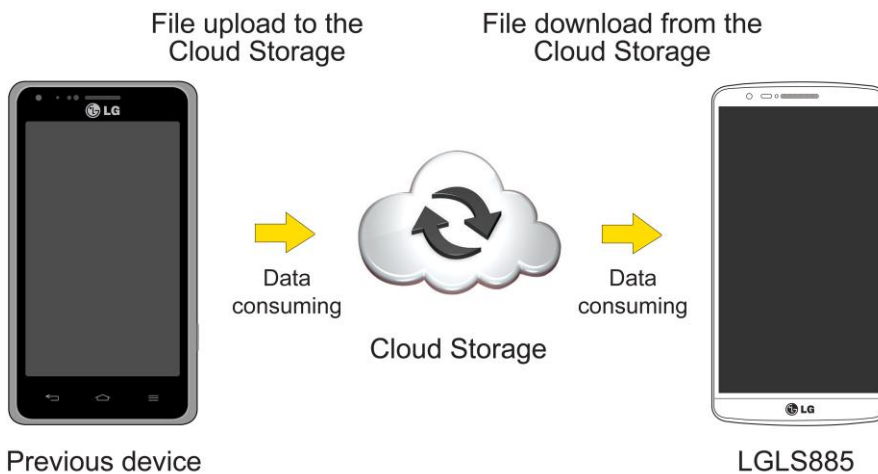 File upload to the
Cloud Storage
File download from the
Cloud Storage
LG
Data
consuming
Data
consuming
Cloud Storage
LG
Previous device
LGLS885